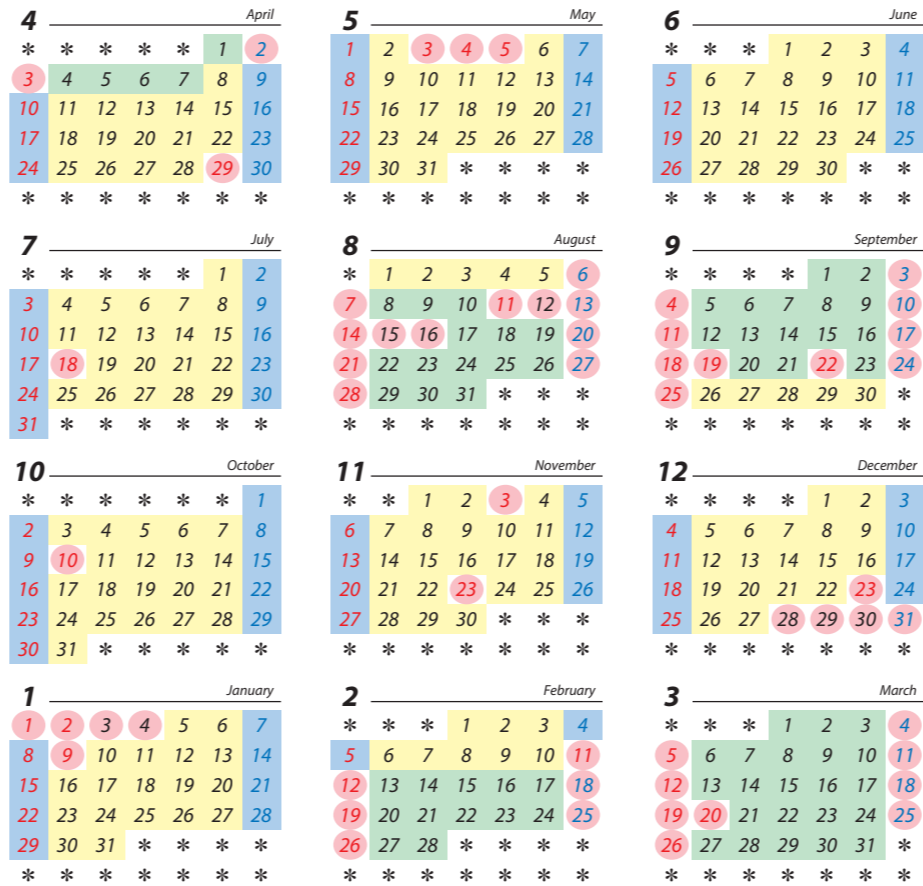 4 April
* * * * * 1 2
3 4 5 6 7 8 9
10 11 12 13 14 15 16
17 18 19 20 21 22 23
24 25 26 27 28 29 30
* * * * * * *
5 May
1 2 3 4 5 6 7
8 9 10 11 12 13 14
15 16 17 18 19 20 21
22 23 24 25 26 27 28
29 30 31 * * * *
* * * * * * *
6 June
* * * 1 2 3 4
5 6 7 8 9 10 11
12 13 14 15 16 17 18
19 20 21 22 23 24 25
26 27 28 29 30 * *
* * * * * * *
7 July
* * * * * 1 2
3 4 5 6 7 8 9
10 11 12 13 14 15 16
17 18 19 20 21 22 23
24 25 26 27 28 29 30
31 * * * * * *
8 August
* 1 2 3 4 5 6
7 8 9 10 11 12 13
14 15 16 17 18 19 20
21 22 23 24 25 26 27
28 29 30 31 * * *
* * * * * * *
9 September
* * * * 1 2 3
4 5 6 7 8 9 10
11 12 13 14 15 16 17
18 19 20 21 22 23 24
25 26 27 28 29 30 *
* * * * * * *
10 October
* * * * * * 1
2 3 4 5 6 7 8
9 10 11 12 13 14 15
16 17 18 19 20 21 22
23 24 25 26 27 28 29
30 31 * * * * *
11 November
* * 1 2 3 4 5
6 7 8 9 10 11 12
13 14 15 16 17 18 19
20 21 22 23 24 25 26
27 28 29 30 * * *
* * * * * * *
12 December
* * * * 1 2 3
4 5 6 7 8 9 10
11 12 13 14 15 16 17
18 19 20 21 22 23 24
25 26 27 28 29 30 31
* * * * * * *
1 January
1 2 3 4 5 6 7
8 9 10 11 12 13 14
15 16 17 18 19 20 21
22 23 24 25 26 27 28
29 30 31 * * * *
* * * * * * *
2 February
* * * 1 2 3 4
5 6 7 8 9 10 11
12 13 14 15 16 17 18
19 20 21 22 23 24 25
26 27 28 * * * *
* * * * * * *
3 March
* * * 1 2 3 4
5 6 7 8 9 10 11
12 13 14 15 16 17 18
19 20 21 22 23 24 25
26 27 28 29 30 31 *
* * * * * * *